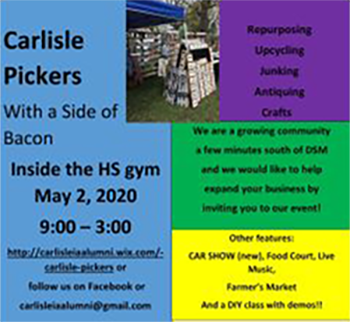 Carlisle
Pickers
With a Side of
Bacon
Inside the HS gym
May 2, 2020
9:00 – 3:00
http://carlisleiaalumni.wix.com/-
carlisle-pickers or
follow us on Facebook or
carlisleiaalumni@gmail.com
Repurposing
Upcycling
Junking
Antiquing
Crafts
We are a growing community
a few minutes south of DSM
and we would like to help
expand your business by
inviting you to our event!
Other features:
CAR SHOW (new), Food Court, Live
Music,
Farmer's Market
And a DIY class with demos!!